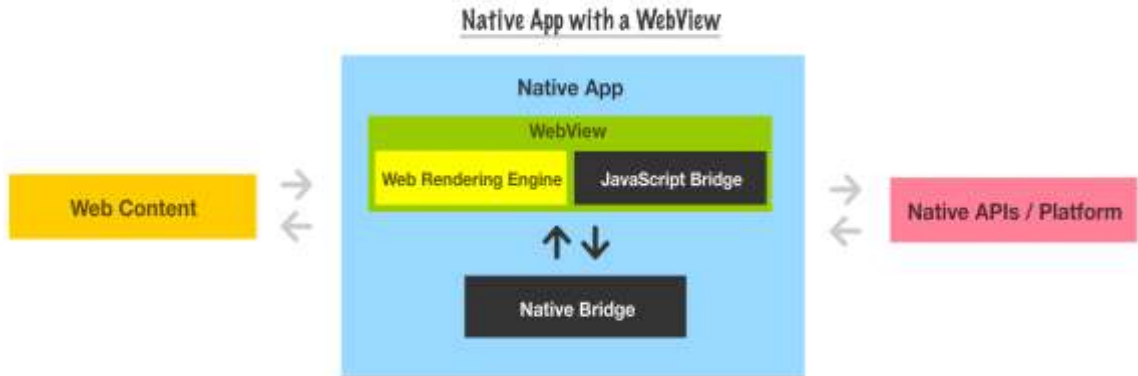 Native App with a WebView
Native App
WebView
Web Rendering Engine
JavaScript Bridge
Web Content
Native APIs / Platform
Native Bridge